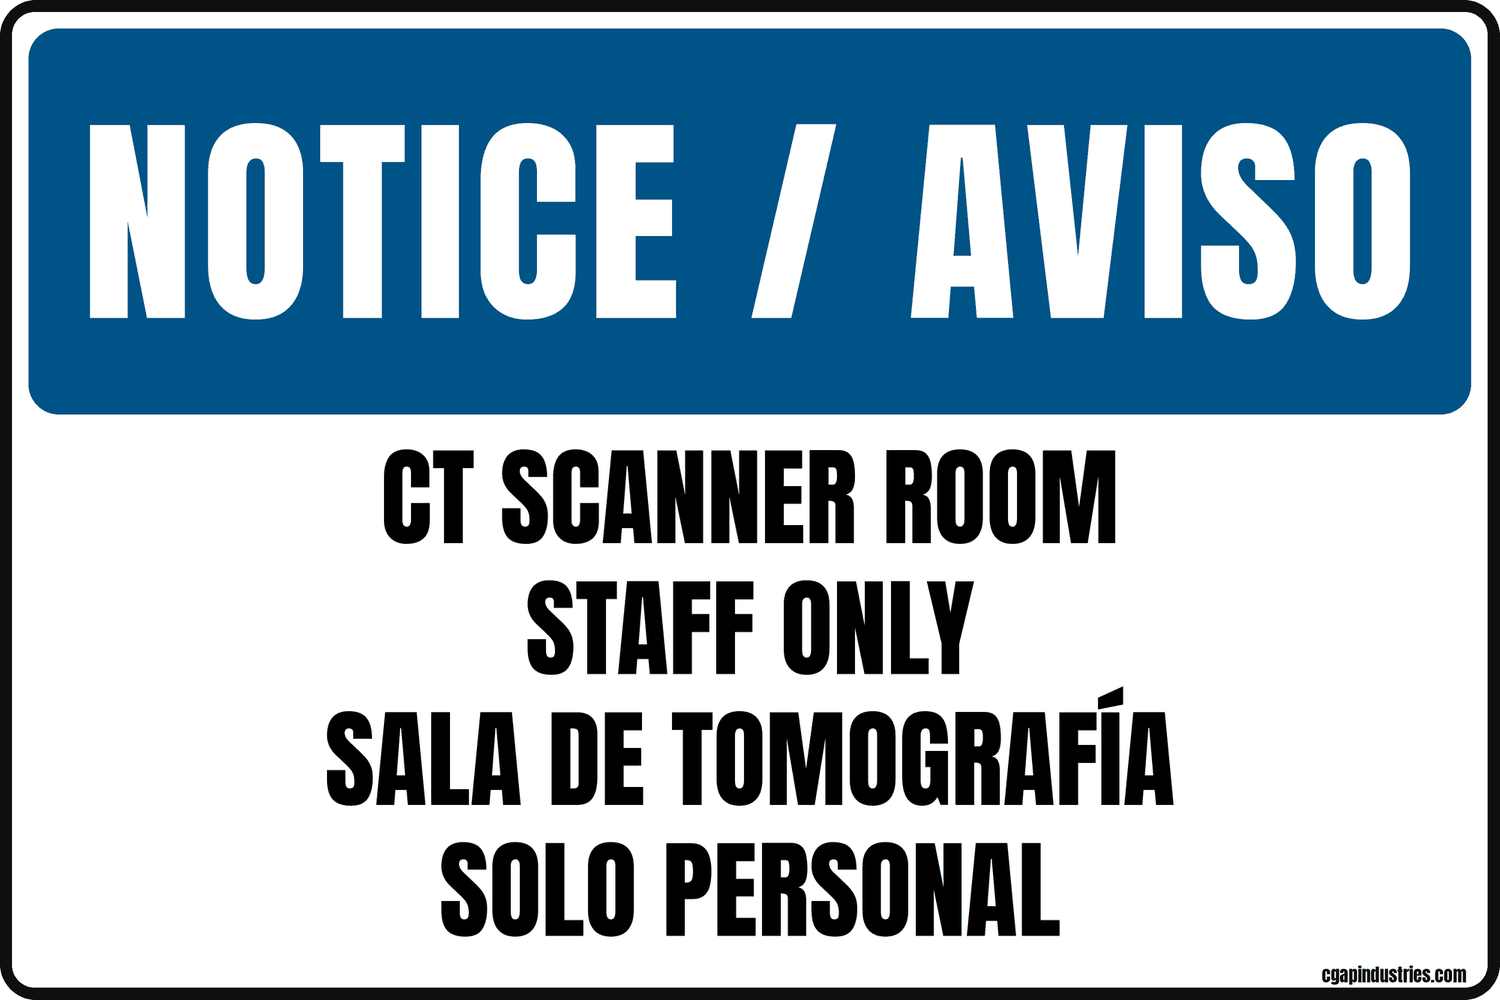 NOTICE / AVISO
CT SCANNER ROOM
STAFF ONLY
SALA DE TOMOGRAFÍA
SOLO PERSONAL
cgapindustries.com